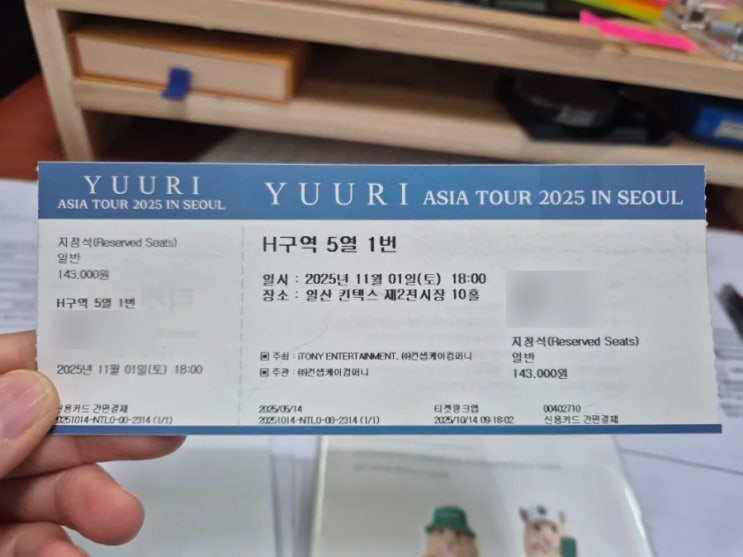 YUURI
ASIA TOUR 2025 IN SEOUL
지정석(Reserved Seats)
일반
143,000원
H구역 5열 1번
2025년 11월 01일(토) 18:00
신용카드 간편결제
20251014-NTL0-00-2314 (1/1)
YUURI ASIA TOUR 2025 IN SEOUL
H구역 5열 1번
일시 : 2025년 11월 01일(토) 18:00
장소 : 일산 킨텍스 제2전시장 10홀
지정석(Reserved Seats)
일반
143,000원
▣ 주최 : iTONY ENTERTAINMENT, ㈜컨셉케이컴퍼니
▣ 주관 : ㈜컨셉케이컴퍼니
2025/05/14 티켓링크앱 00402710
20251014-NTL0-00-2314 (1/1) 2025/10/14 09:18:02 신용카드 간편결제